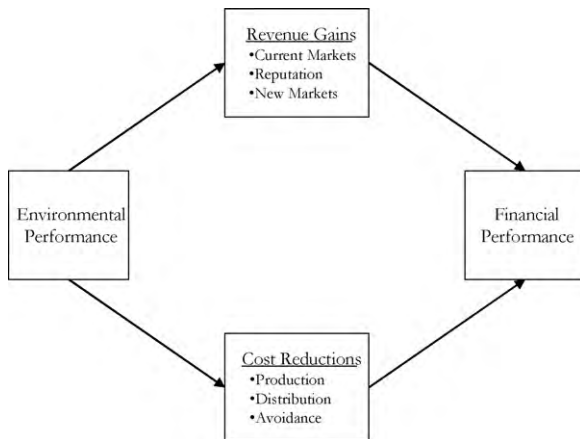 Revenue Gains
•Current Markets
•Reputation
•New Markets
Environmental
Performance
Financial
Performance
Cost Reductions
•Production
•Distribution
•Avoidance